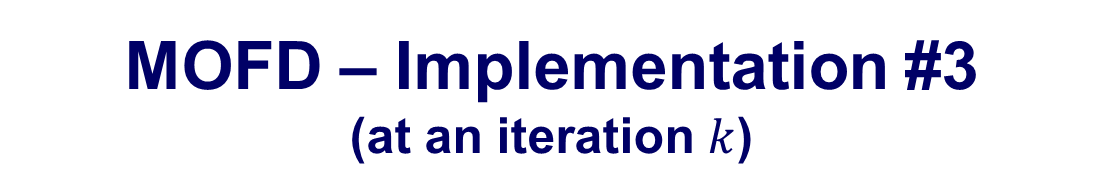 MOFD – Implementation #3
(at an iteration k)